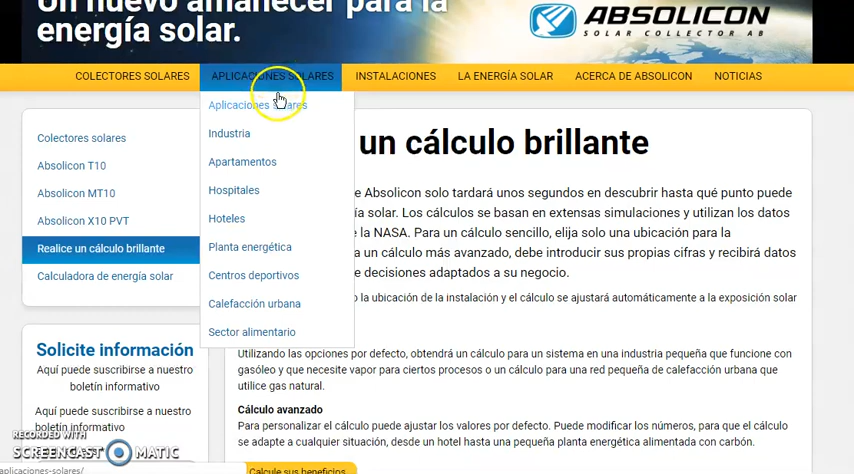 Un nuevo amanecer para la
energía solar.
ABSOLICON
SOLAR COLLECTOR AB
COLECTORES SOLARES APLICACIONES SOLARES INSTALACIONES LA ENERGÍA SOLAR ACERCA DE ABSOLICON NOTICIAS
Colectores solares
Absolicon T10
Absolicon MT10
Absolicon X10 PVT
Realice un cálculo brillante
Calculadora de energía solar
Solicite información
Aquí puede suscribirse a nuestro
boletín informativo
Aquí puede suscribirse a nuestro
boletín informativo
Aplicaciones solares
Industria
Apartamentos
Hospitales
Hoteles
Planta energética
Centros deportivos
Calefacción urbana
Sector alimentario
un cálculo brillante
e Absolicon solo tardará unos segundos en descubrir hasta qué punto puede
gía solar. Los cálculos se basan en extensas simulaciones y utilizan los datos
e la NASA. Para un cálculo sencillo, elija solo una ubicación para la
a un cálculo más avanzado, debe introducir sus propias cifras y recibirá datos
e decisiones adaptados a su negocio.
o la ubicación de la instalación y el cálculo se ajustará automáticamente a la exposición solar
Utilizando las opciones por defecto, obtendrá un cálculo para un sistema en una industria pequeña que funcione con
gasóleo y que necesite vapor para ciertos procesos o un cálculo para una red pequeña de calefacción urbana que
utilice gas natural.
Cálculo avanzado
Para personalizar el cálculo puede ajustar los valores por defecto. Puede modificar los números, para que el cálculo
se adapte a cualquier situación, desde un hotel hasta una pequeña planta energética alimentada con carbón.
Calcule sus beneficios
RECORDED WITH
SCREENCAST MATIC
aplicaciones-solares/